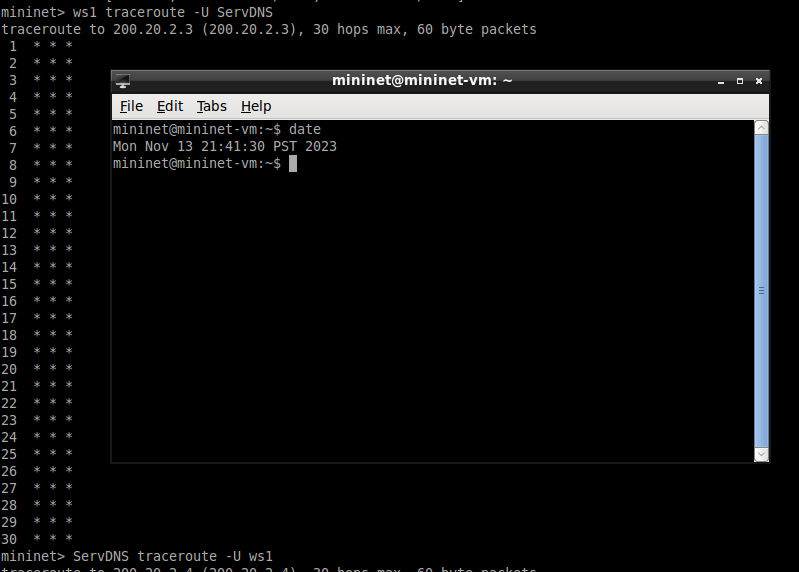 mininet> ws1 traceroute -U ServDNS
traceroute to 200.20.2.3 (200.20.2.3), 30 hops max, 60 byte packets
1 * * *
2 * * *
3 * * *
4 * * *
5 * * *
6 * * *
7 * * *
8 * * *
9 * * *
10 * * *
11 * * *
12 * * *
13 * * *
14 * * *
15 * * *
16 * * *
17 * * *
18 * * *
19 * * *
20 * * *
21 * * *
22 * * *
23 * * *
24 * * *
25 * * *
26 * * *
27 * * *
28 * * *
29 * * *
30 * * *
mininet> ServDNS traceroute -U ws1
traceroute to 200.20.2.4 (200.20.2.4), 30 hops max, 60 byte packets
mininet@mininet-vm: ~
File Edit Tabs Help
mininet@mininet-vm:~$ date
Mon Nov 13 21:41:30 PST 2023
mininet@mininet-vm:~$